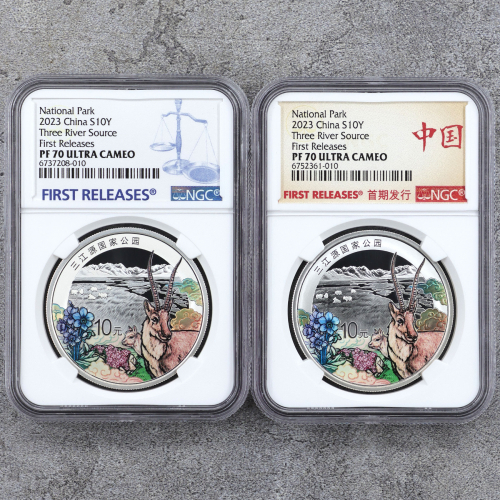 National Park
2023 China S10Y
Three River Source
First Releases
PF 70 ULTRA CAMEO
6737208-010
FIRST RELEASES®
NGC®
三江源国家公园
10元
National Park
2023 China S10Y
Three River Source
First Releases
PF 70 ULTRA CAMEO
6752361-010
中国
FIRST RELEASES® 首期发行
NGC®
三江源国家公园
10元